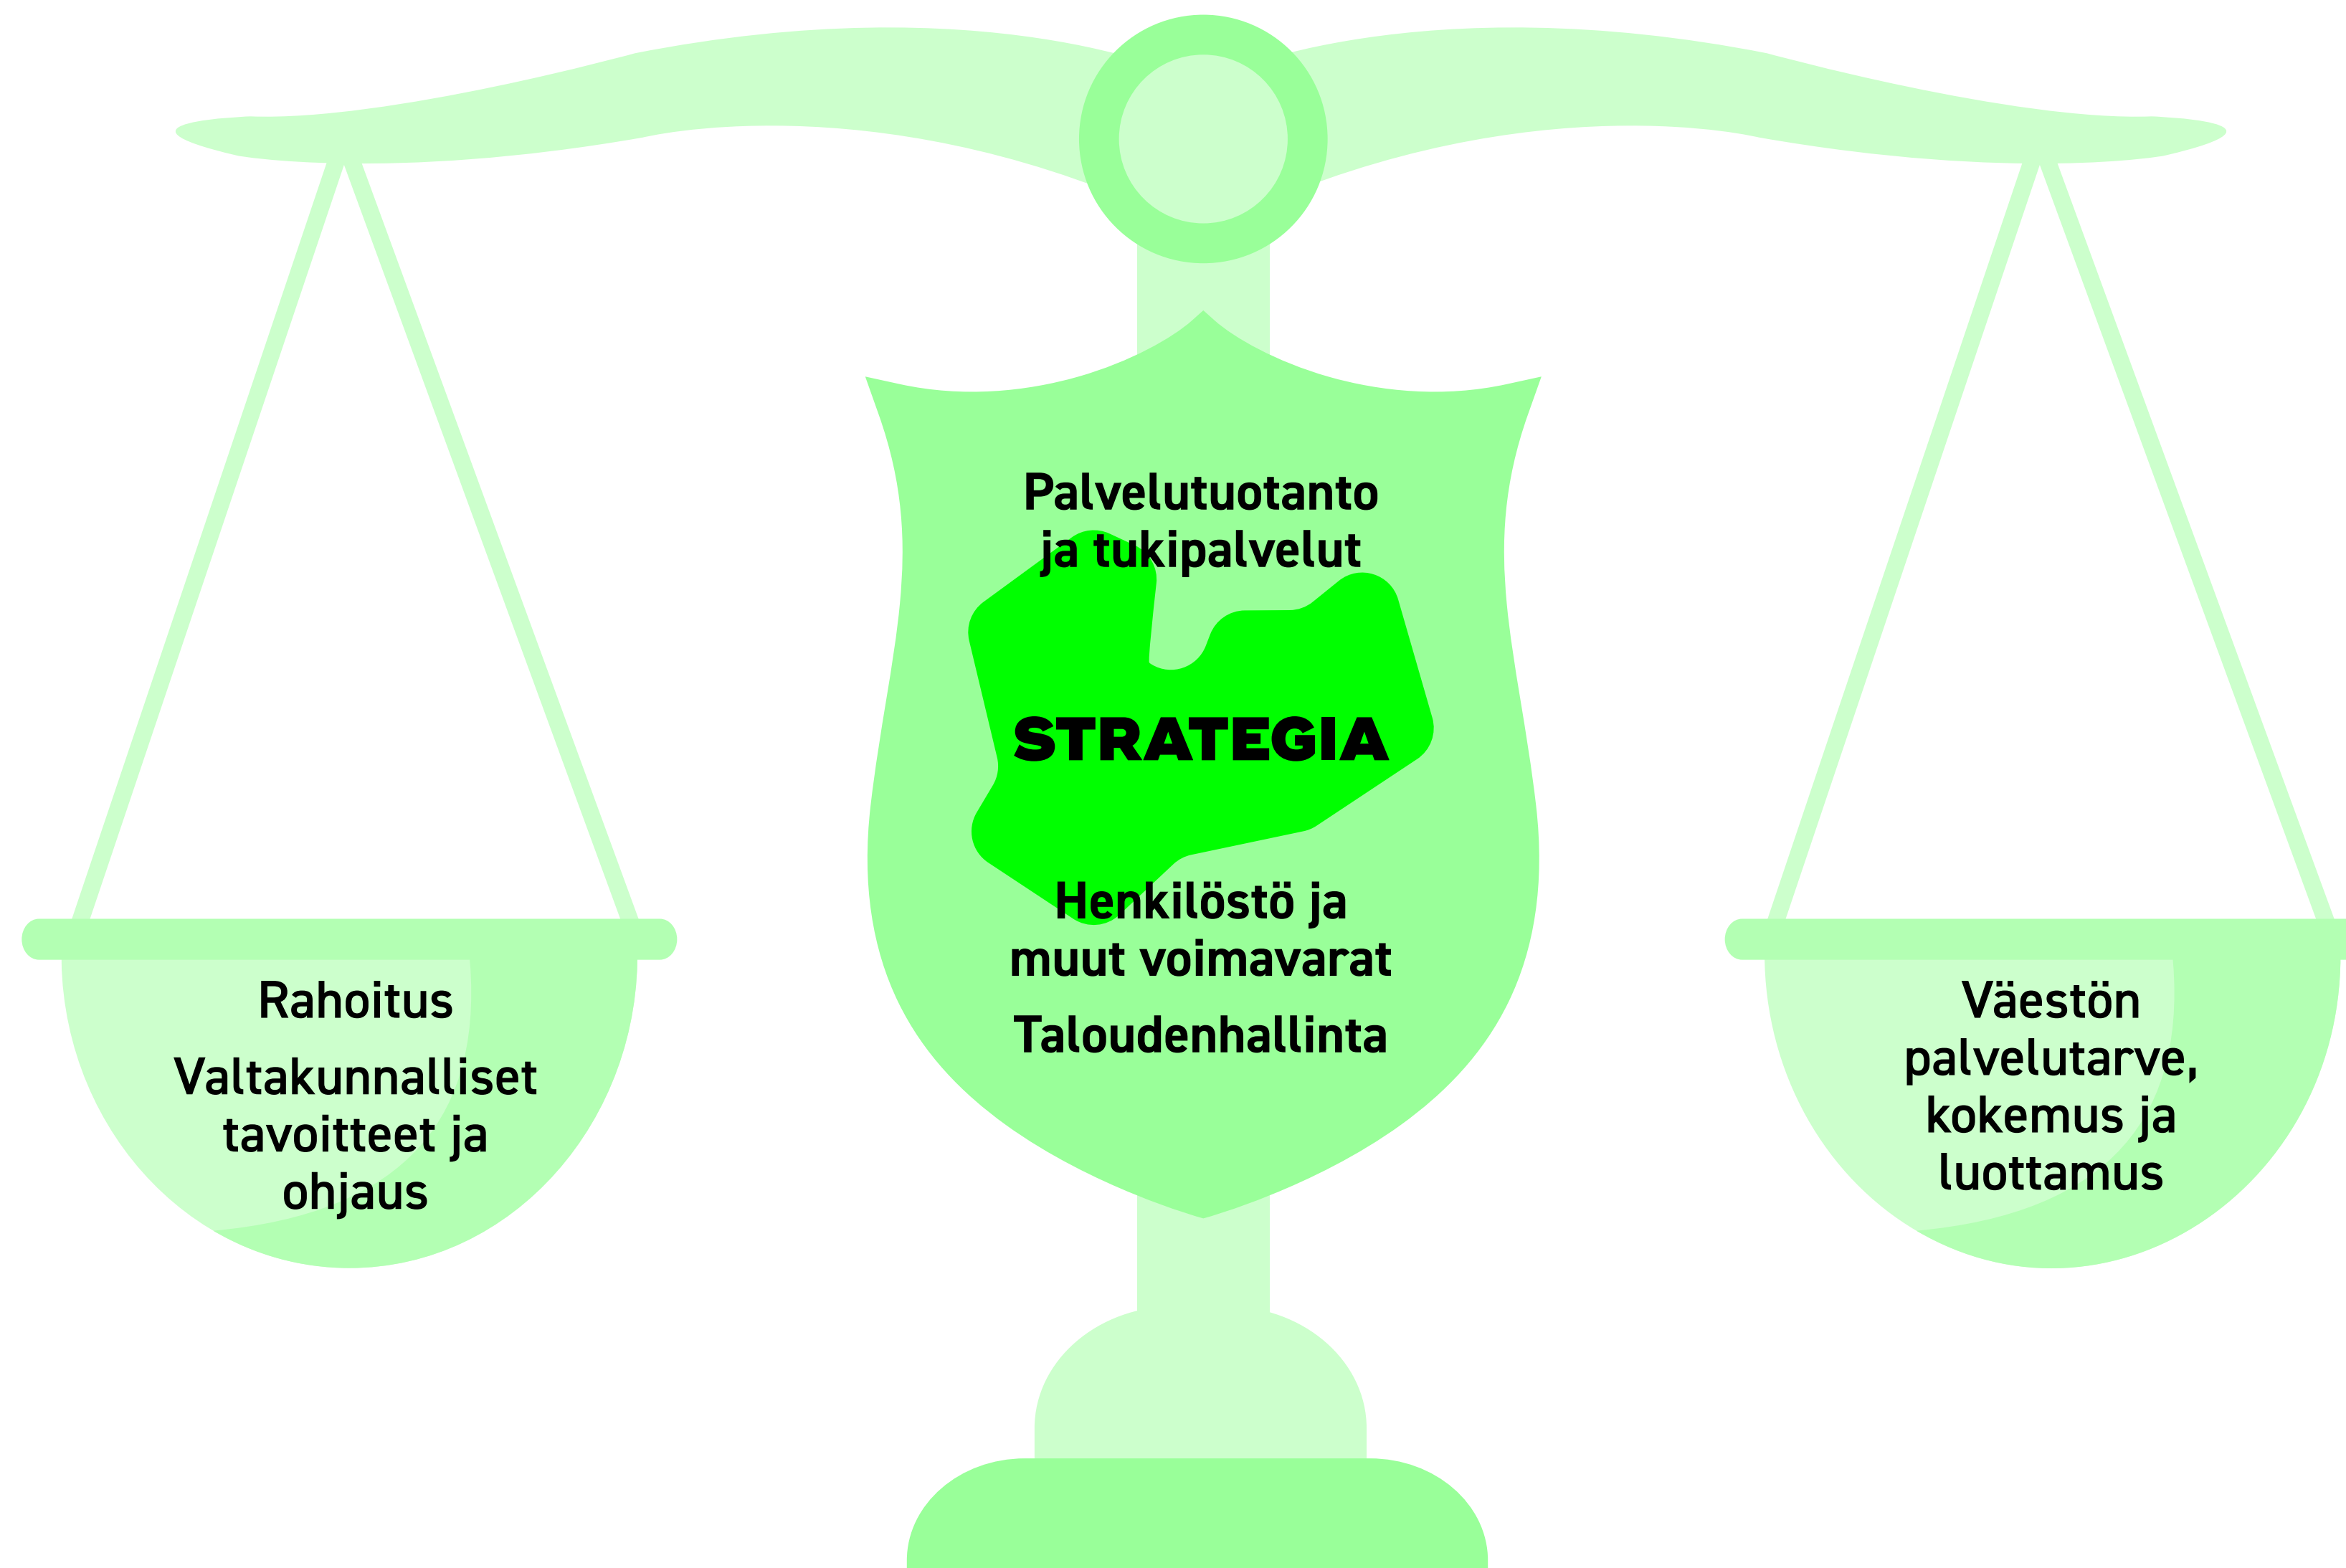 Palvelutuotanto
ja tukipalvelut
STRATEGIA
Henkilöstö ja
muut voimavarat
Taloudenhallinta
Rahoitus
Valtakunnalliset
tavoitteet ja
ohjaus
Väestön
palvelutarve,
kokemus ja
luottamus